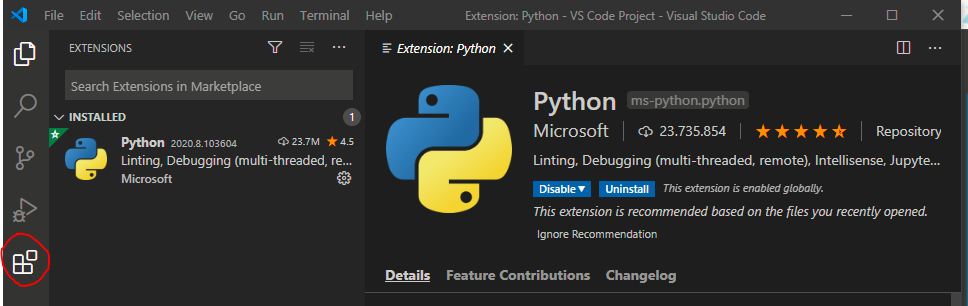 File Edit Selection View Go Run Terminal Help Extension: Python - VS Code Project - Visual Studio Code
EXTENSIONS
Search Extensions in Marketplace
INSTALLED 1
Python 2020.8.103604 23.7M 4.5
Linting, Debugging (multi-threaded, re...
Microsoft
Extension: Python
Python ms-python.python
Microsoft 23.735.854 Repository
Linting, Debugging (multi-threaded, remote), Intellisense, Jupyte...
Disable Uninstall This extension is enabled globally.
This extension is recommended based on the files you recently opened.
Ignore Recommendation
Details Feature Contributions Changelog